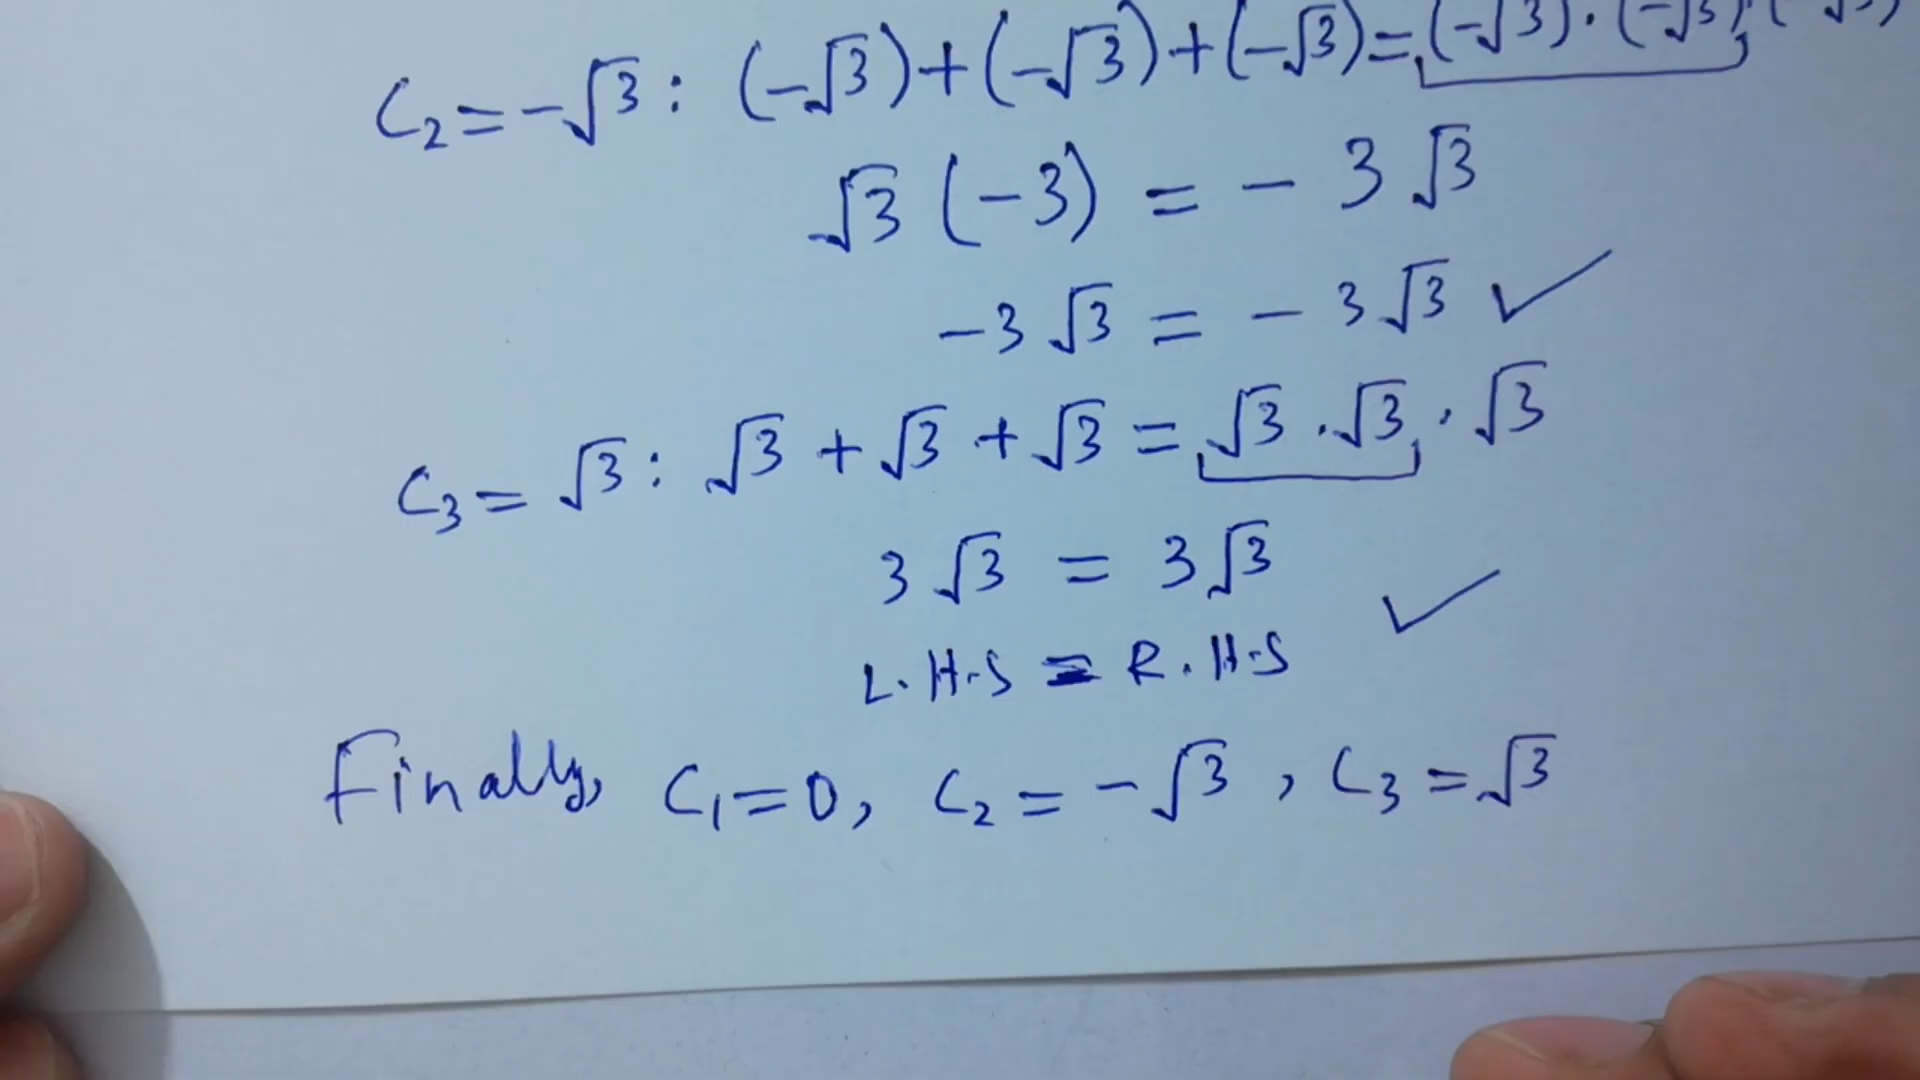 C₂ = -√3 : (-√3) + (-√3) + (-√3) = (-√3) · (-√3) · (-√3)
√3 (-3) = - 3 √3
-3 √3 = - 3 √3 ✓
C₃ = √3 : √3 + √3 + √3 = √3 · √3 · √3
3 √3 = 3 √3 ✓
L.H.S = R.H.S
Finally, C₁ = 0, C₂ = -√3, C₃ = √3